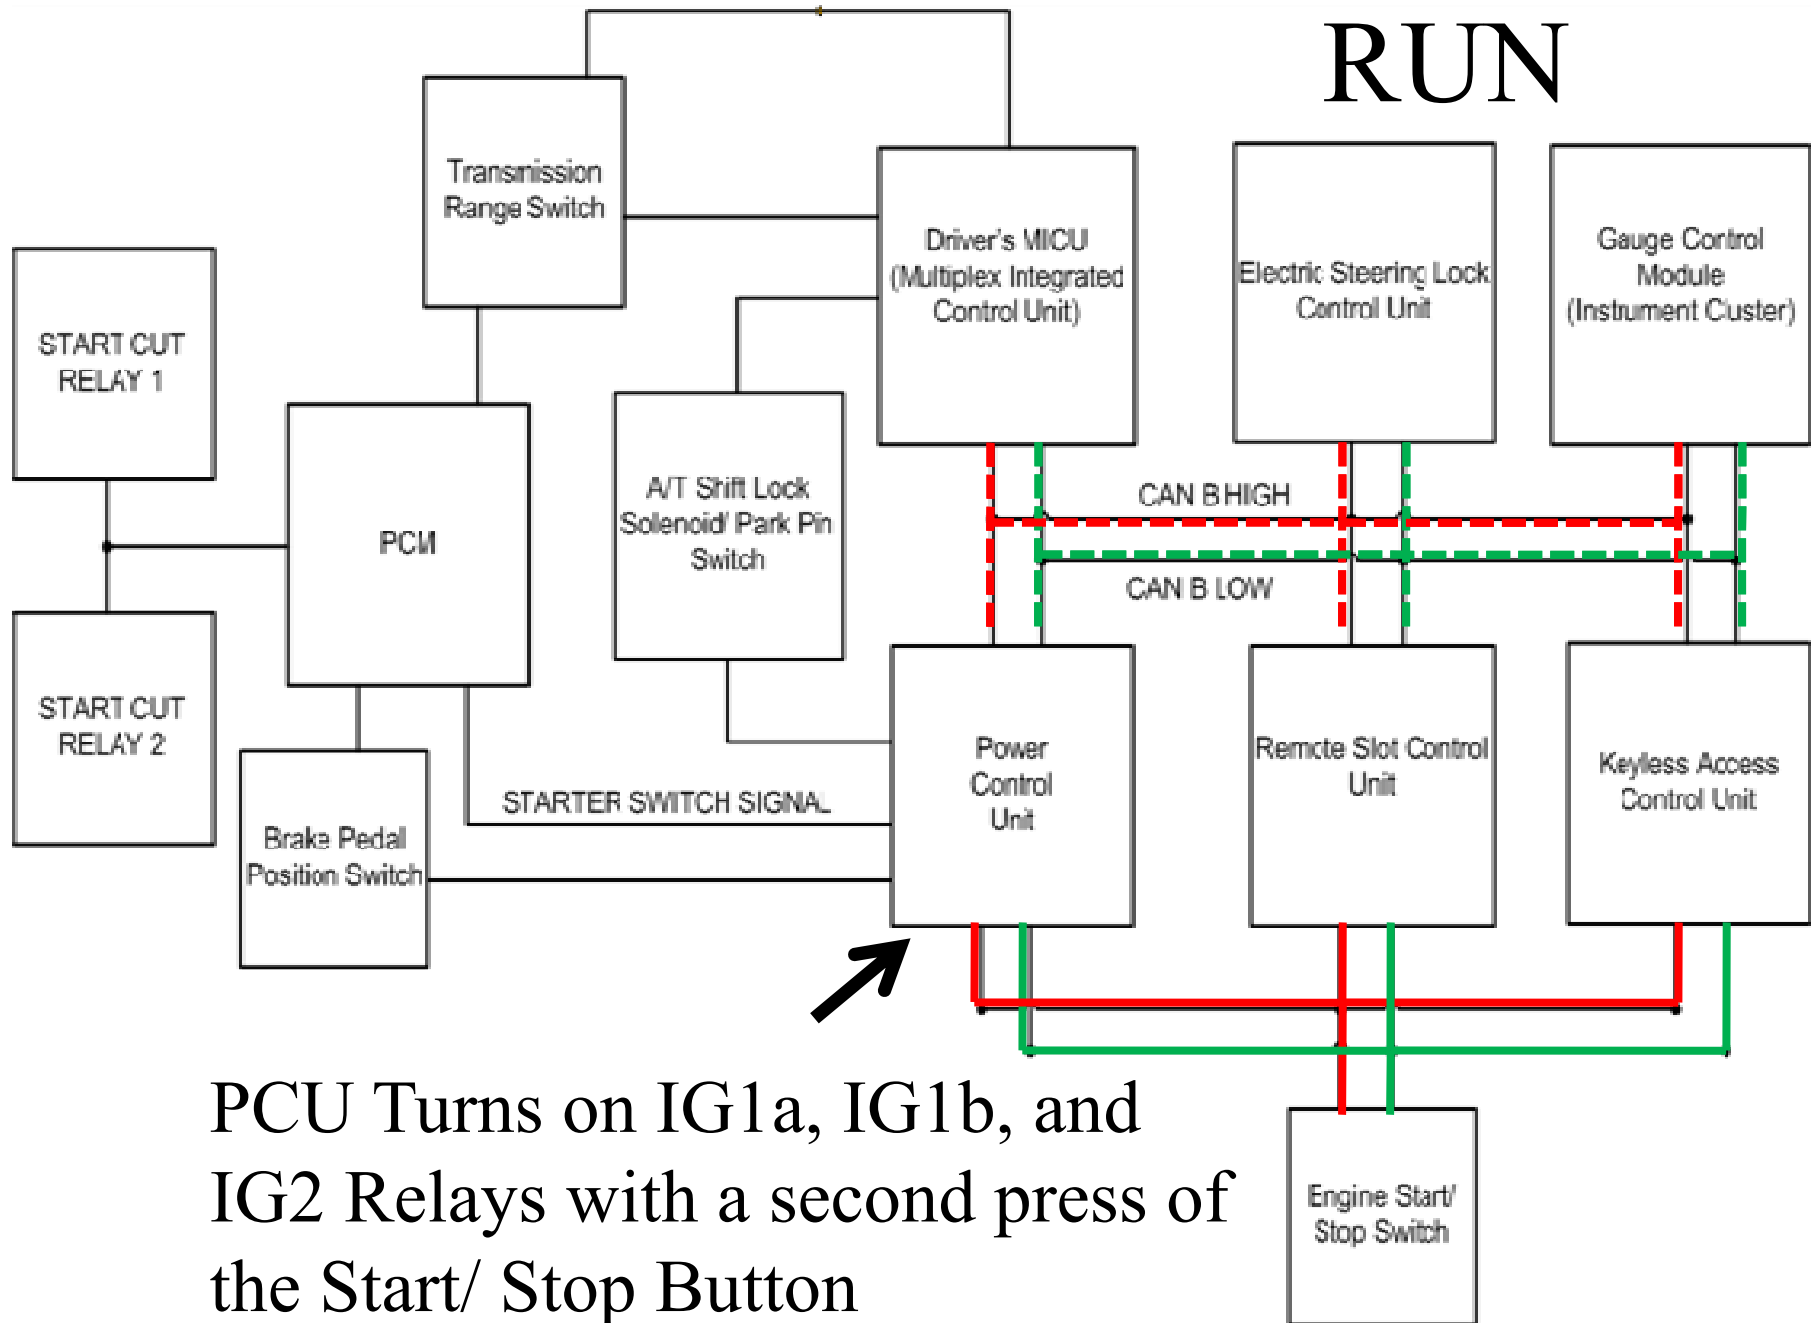 RUN
Transmission
Range Switch
Driver's MICU
(Multiplex Integrated
Control Unit)
Electric Steering Lock
Control Unit
Gauge Control
Module
(Instrument Custer)
START CUT
RELAY 1
PCM
A/T Shift Lock
Solenoid/ Park Pin
Switch
CAN B HIGH
CAN B LOW
START CUT
RELAY 2
Brake Pedal
Position Switch
STARTER SWITCH SIGNAL
Power
Control
Unit
Remote Slot Control
Unit
Keyless Access
Control Unit
PCU Turns on IG1a, IG1b, and
IG2 Relays with a second press of
the Start/ Stop Button
Engine Start/
Stop Switch